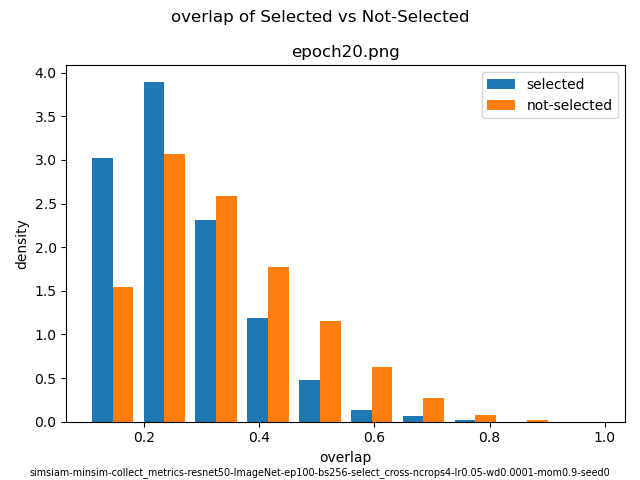 overlap of Selected vs Not-Selected
epoch20.png
selected
not-selected
density
4.0
3.5
3.0
2.5
2.0
1.5
1.0
0.5
0.0
0.2
0.4
0.6
0.8
1.0
overlap
simsiam-minsim-collect_metrics-resnet50-ImageNet-ep100-bs256-select_cross-ncrops4-lr0.05-wd0.0001-mom0.9-seed0